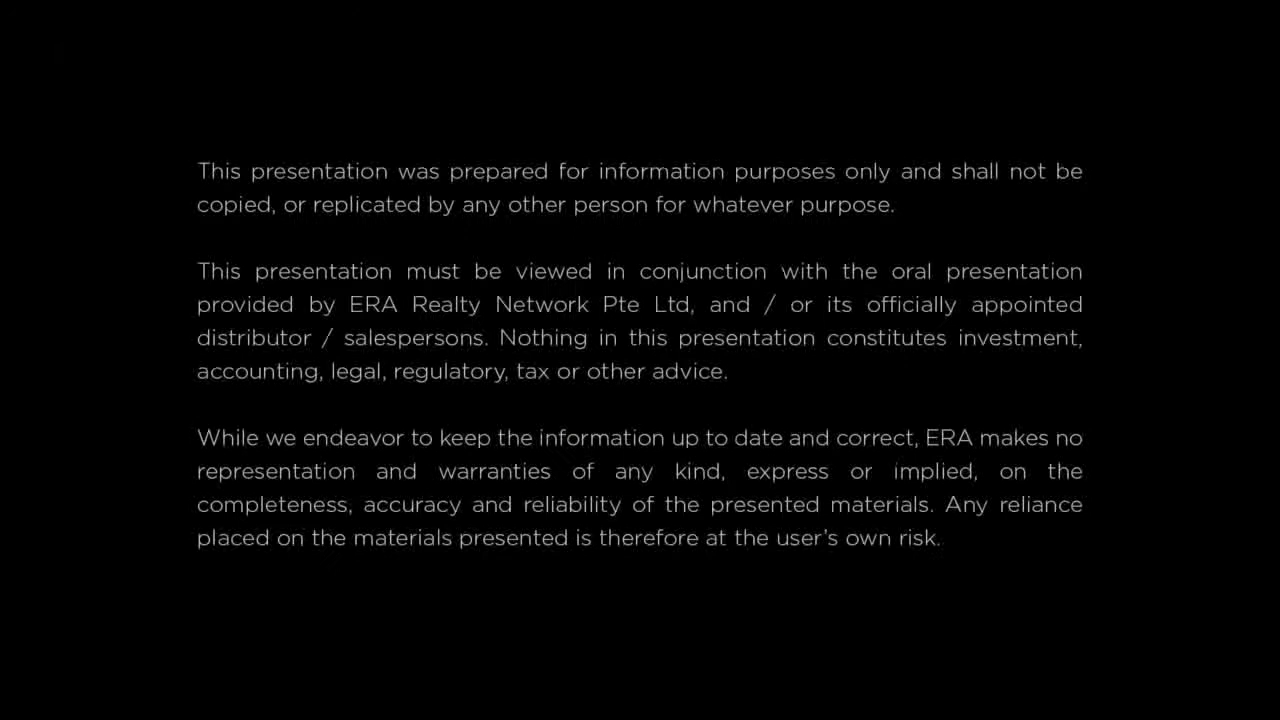 This presentation was prepared for information purposes only and shall not be
copied, or replicated by any other person for whatever purpose.
This presentation must be viewed in conjunction with the oral presentation
provided by ERA Realty Network Pte Ltd, and / or its officially appointed
distributor / salespersons. Nothing in this presentation constitutes investment,
accounting, legal, regulatory, tax or other advice.
While we endeavor to keep the information up to date and correct, ERA makes no
representation and warranties of any kind, express or implied, on the
completeness, accuracy and reliability of the presented materials. Any reliance
placed on the materials presented is therefore at the user’s own risk.